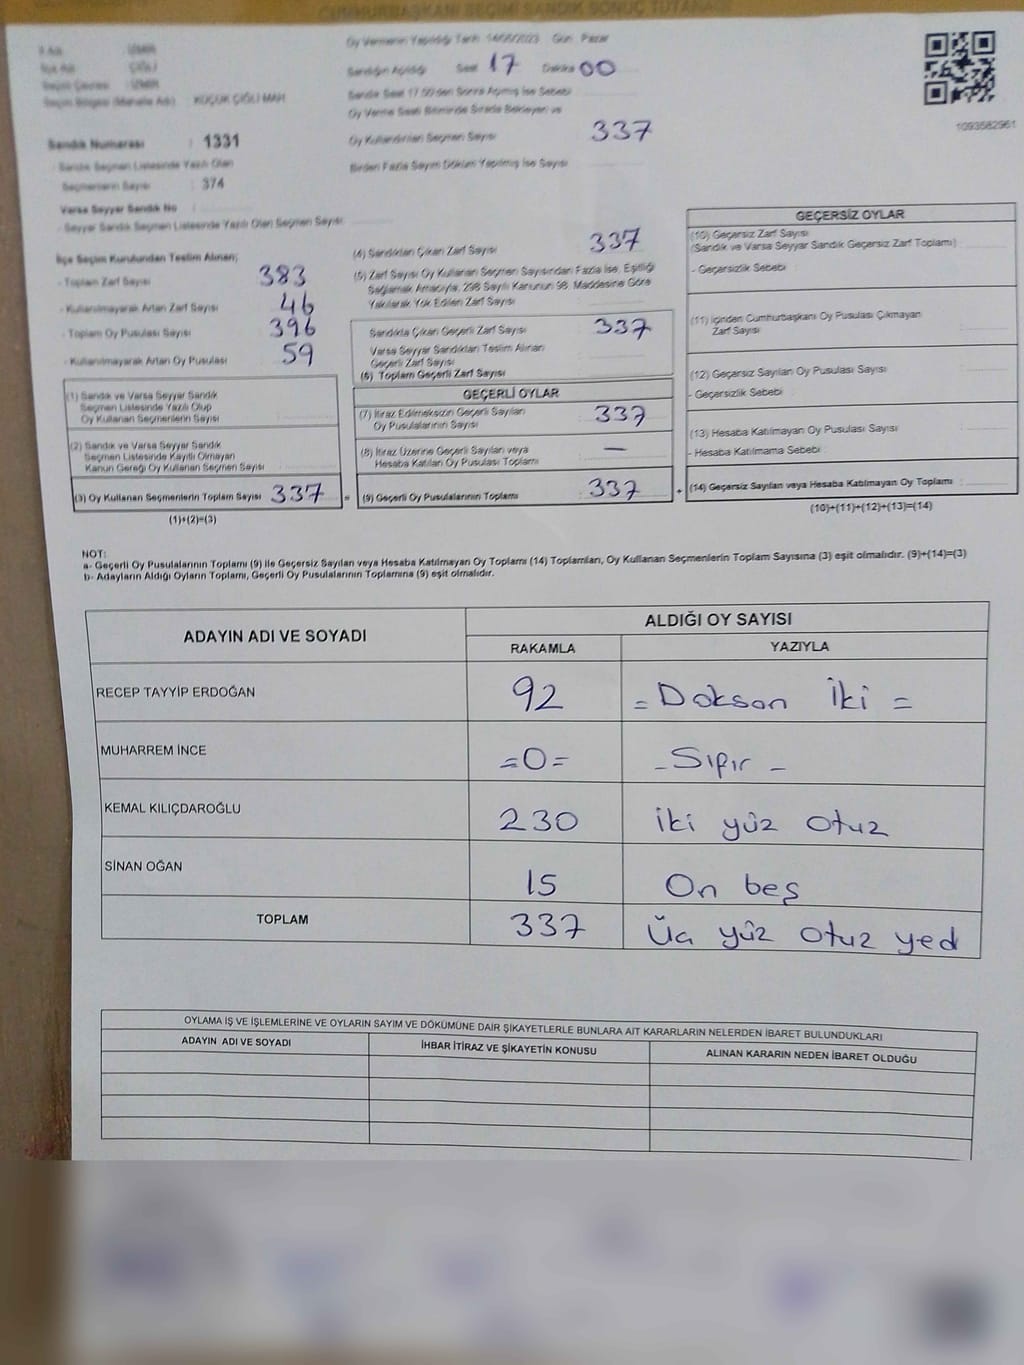 CUMHURBAŞKANI SEÇİMİ SANDIK SONUÇ TUTANAĞI
İl Adı : İZMİR
İlçe Adı : ÇİĞLİ
Seçim Çevresi : İZMİR
Seçim Bölgesi (Mahalle Adı) : KÜÇÜK ÇİĞLİ MAH
Sandık Numarası : 1331
- Sandık Seçmen Listesinde Yazılı Olan
Seçmenlerin Sayısı : 374
Varsa Seyyar Sandık No :
- Seyyar Sandık Seçmen Listesinde Yazılı Olan Seçmen Sayısı:
İlçe Seçim Kurulundan Teslim Alınan;
- Toplam Zarf Sayısı 383
- Kullanılmayarak Artan Zarf Sayısı 46
- Toplam Oy Pusulası Sayısı 396
- Kullanılmayarak Artan Oy Pusulası 59
(1) Sandık ve Varsa Seyyar Sandık
Seçmen Listesinde Yazılı Olup
Oy Kullanan Seçmenlerin Sayısı
(2) Sandık ve Varsa Seyyar Sandık
Seçmen Listesinde Kayıtlı Olmayan
Kanun Gereği Oy Kullanan Seçmen Sayısı
(3) Oy Kullanan Seçmenlerin Toplam Sayısı 337 =
(1)+(2)=(3)
Oy Vermenin Yapıldığı Tarih 14/05/2023 Gün Pazar
Sandığın Açıldığı Saat 17 Dakika 00
Sandık Saat 17.00'den Sonra Açılmış İse Sebebi
Oy Verme Saati Bitiminde Sırada Bekleyen ve
Oy Kullandırılan Seçmen Sayısı 337
Birden Fazla Sayım Döküm Yapılmış İse Sayısı
(4) Sandıktan Çıkan Zarf Sayısı 337
(5) Zarf Sayısı Oy Kullanan Seçmen Sayısından Fazla İse, Eşitliği
Sağlamak Amacıyla, 298 Sayılı Kanunun 98. Maddesine Göre
Yakılarak Yok Edilen Zarf Sayısı
Sandıkta Çıkan Geçerli Zarf Sayısı 337
Varsa Seyyar Sandıktan Teslim Alınan
Geçerli Zarf Sayısı
(6) Toplam Geçerli Zarf Sayısı
GEÇERLİ OYLAR
(7) İtiraz Edilmeksizin Geçerli Sayılan
Oy Pusulalarının Sayısı 337
(8) İtiraz Üzerine Geçerli Sayılan veya
Hesaba Katılan Oy Pusulası Toplamı —
(9) Geçerli Oy Pusulalarının Toplamı : 337 +
1093582961
GEÇERSİZ OYLAR
(10) Geçersiz Zarf Sayısı
(Sandık ve Varsa Seyyar Sandık Geçersiz Zarf Toplamı) :
- Geçersizlik Sebebi :
(11) İçinden Cumhurbaşkanı Oy Pusulası Çıkmayan
Zarf Sayısı
(12) Geçersiz Sayılan Oy Pusulası Sayısı
- Geçersizlik Sebebi
(13) Hesaba Katılmayan Oy Pusulası Sayısı
- Hesaba Katılmama Sebebi
(14) Geçersiz Sayılan veya Hesaba Katılmayan Oy Toplamı :
(10)+(11)+(12)+(13)=(14)
NOT:
a- Geçerli Oy Pusulalarının Toplamı (9) ile Geçersiz Sayılan veya Hesaba Katılmayan Oy Toplamı (14) Toplamları, Oy Kullanan Seçmenlerin Toplam Sayısına (3) eşit olmalıdır. (9)+(14)=(3)
b- Adayların Aldığı Oyların Toplamı, Geçerli Oy Pusulalarının Toplamına (9) eşit olmalıdır.
ADAYIN ADI VE SOYADI ALDIĞI OY SAYISI
RAKAMLA YAZIYLA
RECEP TAYYİP ERDOĞAN 92 = Doksan İki =
MUHARREM İNCE =0= - Sıfır -
KEMAL KILIÇDAROĞLU 230 iki yüz otuz
SİNAN OĞAN 15 On beş
TOPLAM 337 Üç yüz otuz yed
OYLAMA İŞ VE İŞLEMLERİNE VE OYLARIN SAYIM VE DÖKÜMÜNE DAİR ŞİKAYETLERLE BUNLARA AİT KARARLARIN NELERDEN İBARET BULUNDUKLARI
ADAYIN ADI VE SOYADI İHBAR İTİRAZ VE ŞİKAYETİN KONUSU ALINAN KARARIN NEDEN İBARET OLDUĞU